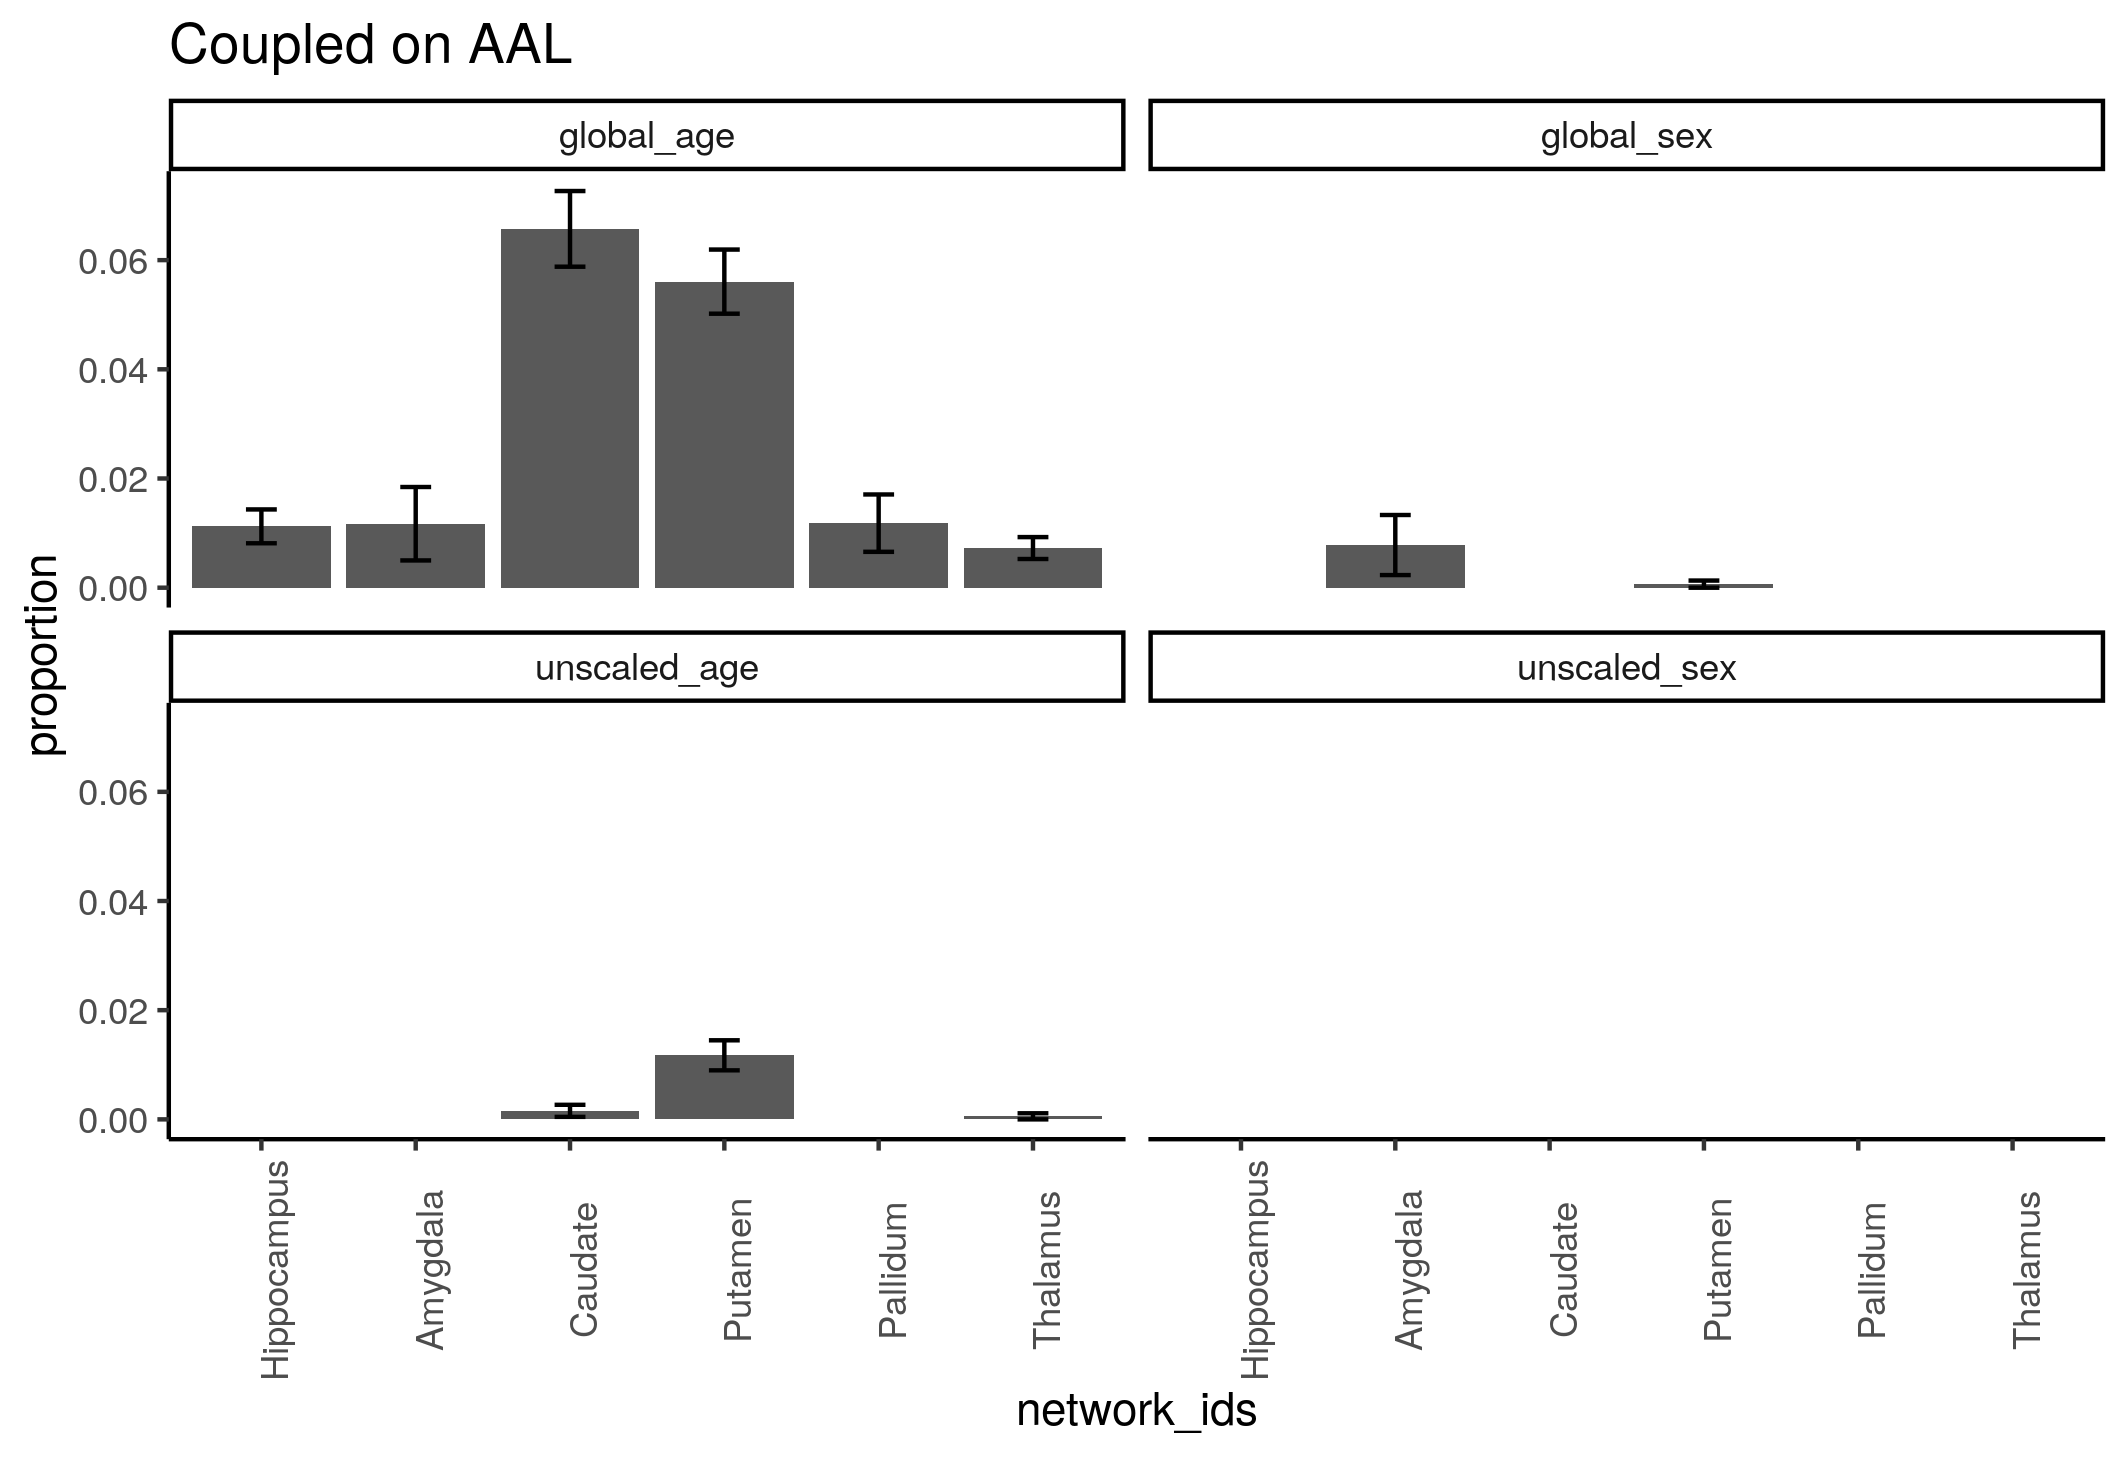 Coupled on AAL
global_age
global_sex
proportion
0.06
0.04
0.02
0.00
unscaled_age
unscaled_sex
0.06
0.04
0.02
0.00
Hippocampus
Amygdala
Caudate
Putamen
Pallidum
Thalamus
Hippocampus
Amygdala
Caudate
Putamen
Pallidum
Thalamus
network_ids